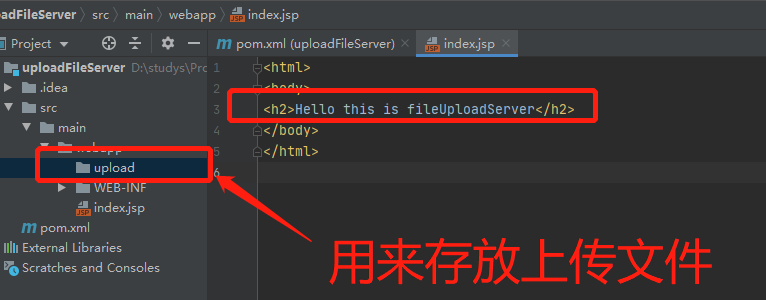 oadFileServer 〉 src 〉 main 〉 webapp 〉 index.jsp
Project
pom.xml (uploadFileServer)
index.jsp
uploadFileServer D:\studys\Pro
.idea
src
main
webapp
upload
WEB-INF
index.jsp
pom.xml
External Libraries
Scratches and Consoles
1 <html>
2 <body>
3 <h2>Hello this is fileUploadServer</h2>
4 </body>
5 </html>
6
用来存放上传文件